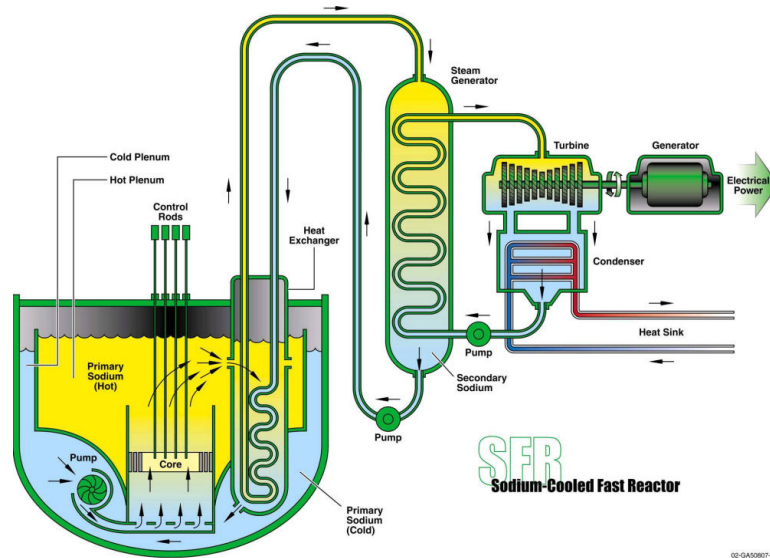 Steam
Generator
Turbine
Generator
Electrical
Power
Cold Plenum
Hot Plenum
Control
Rods
Heat
Exchanger
Condenser
Heat Sink
Pump
Primary
Sodium
(Hot)
Secondary
Sodium
Pump
Pump
Core
Primary
Sodium
(Cold)
SFR
Sodium-Cooled Fast Reactor
02-GA50807-